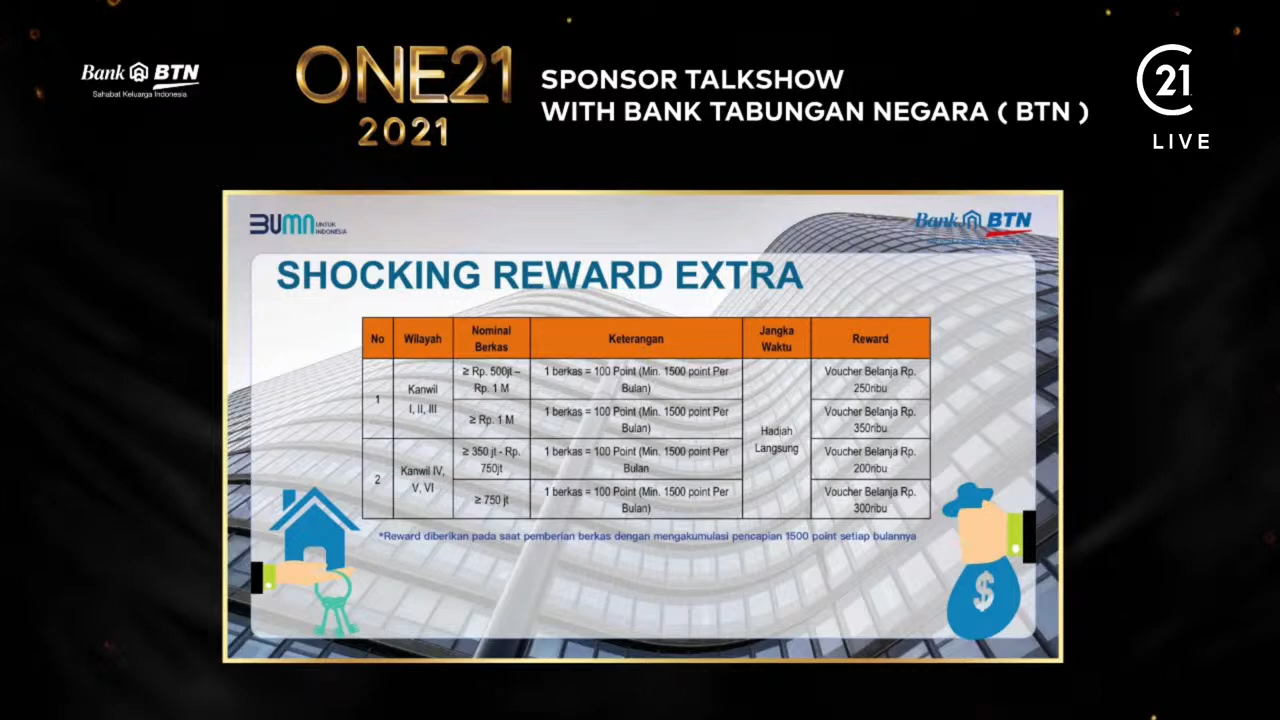 Bank BTN
Sahabat Keluarga Indonesia
ONE21
2021
SPONSOR TALKSHOW
WITH BANK TABUNGAN NEGARA ( BTN )
21
LIVE
BUMN UNTUK
INDONESIA
Bank BTN
SHOCKING REWARD EXTRA
No Wilayah Nominal Berkas Keterangan Jangka Waktu Reward
1
Kanwil
I, II, III
≥ Rp. 500jt –
Rp. 1 M
1 berkas = 100 Point (Min. 1500 point Per
Bulan)
Voucher Belanja Rp.
250ribu
≥ Rp. 1 M
1 berkas = 100 Point (Min. 1500 point Per
Bulan)
Voucher Belanja Rp.
350ribu
Hadiah
Langsung
2
Kanwil IV,
V, VI
≥ 350 jt - Rp.
750jt
1 berkas = 100 Point (Min. 1500 point Per
Bulan
Voucher Belanja Rp.
200ribu
≥ 750 jt
1 berkas = 100 Point (Min. 1500 point Per
Bulan)
Voucher Belanja Rp.
300ribu
*Reward diberikan pada saat pemberian berkas dengan mengakumulasi pencapian 1500 point setiap bulannya
$